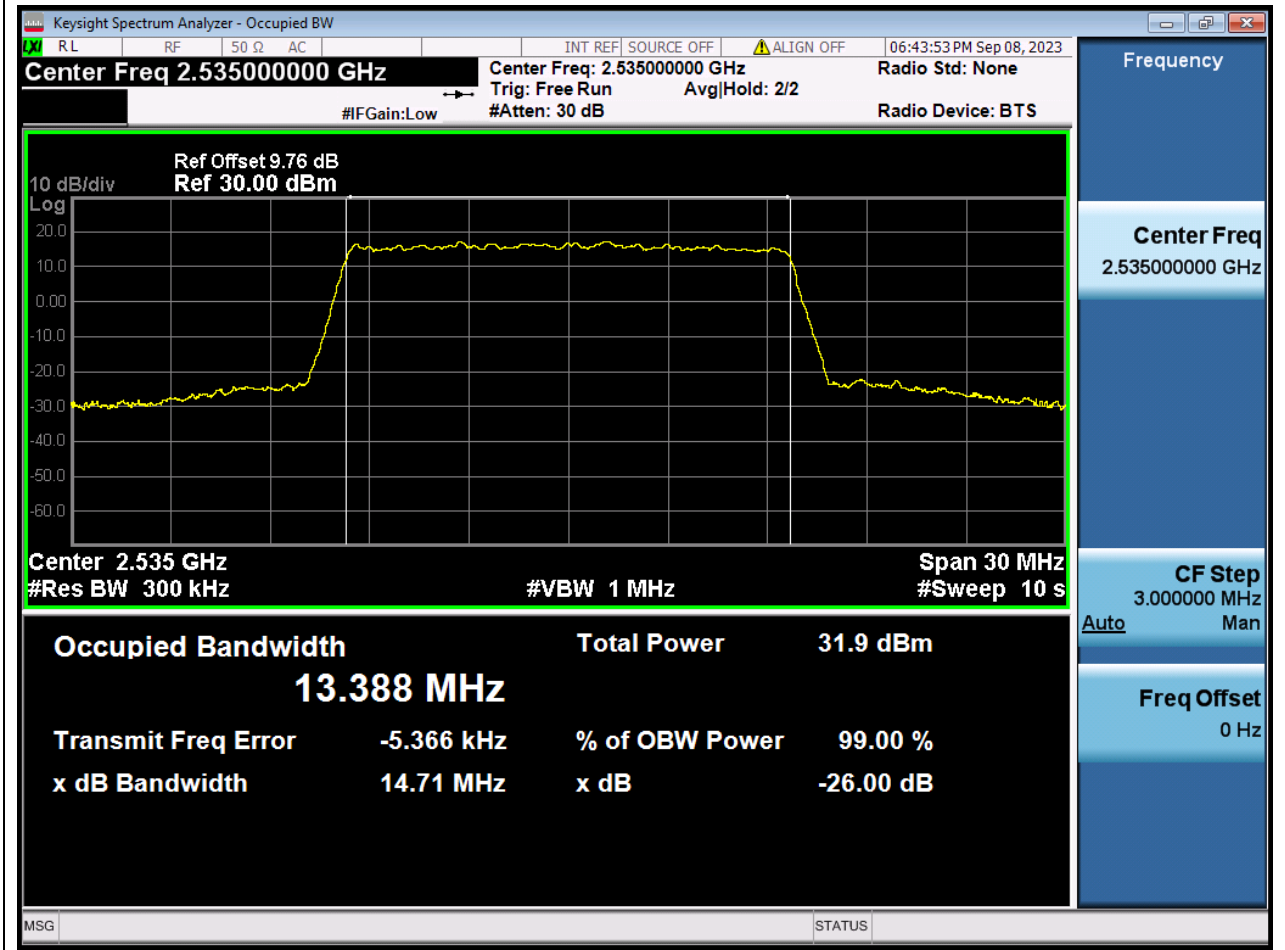 Keysight Spectrum Analyzer - Occupied BW
LXI RL RF 50 Ω AC INT REF SOURCE OFF ALIGN OFF 06:43:53 PM Sep 08, 2023
Center Freq 2.535000000 GHz
Center Freq: 2.535000000 GHz
Radio Std: None
Trig: Free Run Avg|Hold: 2/2
#IFGain:Low
#Atten: 30 dB
Radio Device: BTS
Ref Offset 9.76 dB
10 dB/div Ref 30.00 dBm
Log
20.0
10.0
0.00
-10.0
-20.0
-30.0
-40.0
-50.0
-60.0
Center 2.535 GHz Span 30 MHz
#Res BW 300 kHz #VBW 1 MHz #Sweep 10 s
Occupied Bandwidth Total Power 31.9 dBm
13.388 MHz
Transmit Freq Error -5.366 kHz % of OBW Power 99.00 %
x dB Bandwidth 14.71 MHz x dB -26.00 dB
MSG STATUS
Frequency
Center Freq
2.535000000 GHz
CF Step
3.000000 MHz
Auto Man
Freq Offset
0 Hz